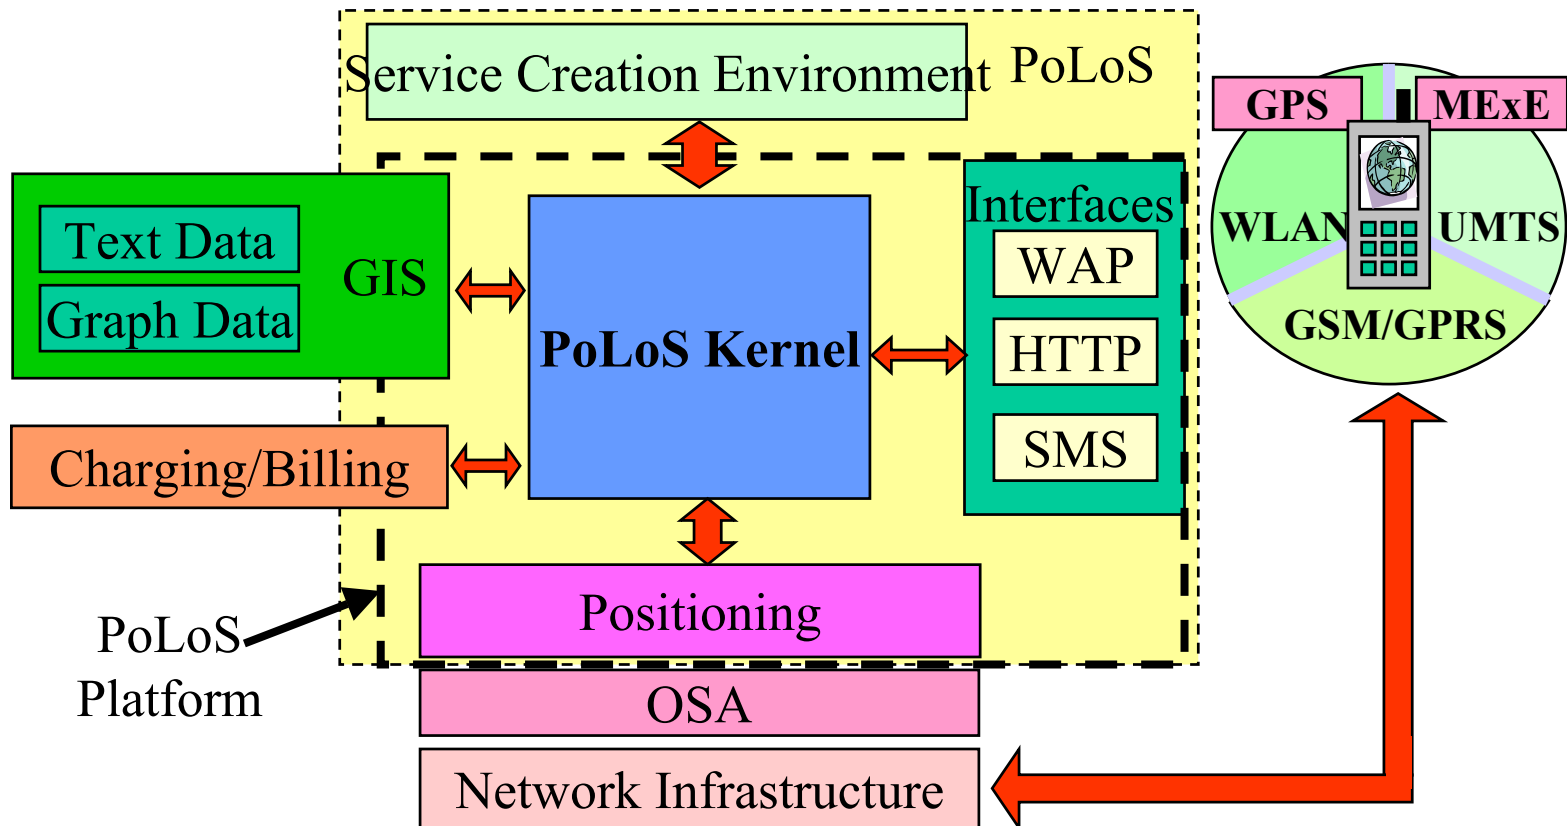 Service Creation Environment
PoLoS
GPS
MExE
Text Data
Graph Data
GIS
PoLoS Kernel
Interfaces
WAP
HTTP
SMS
WLAN
UMTS
GSM/GPRS
Charging/Billing
Positioning
PoLoS
Platform
OSA
Network Infrastructure